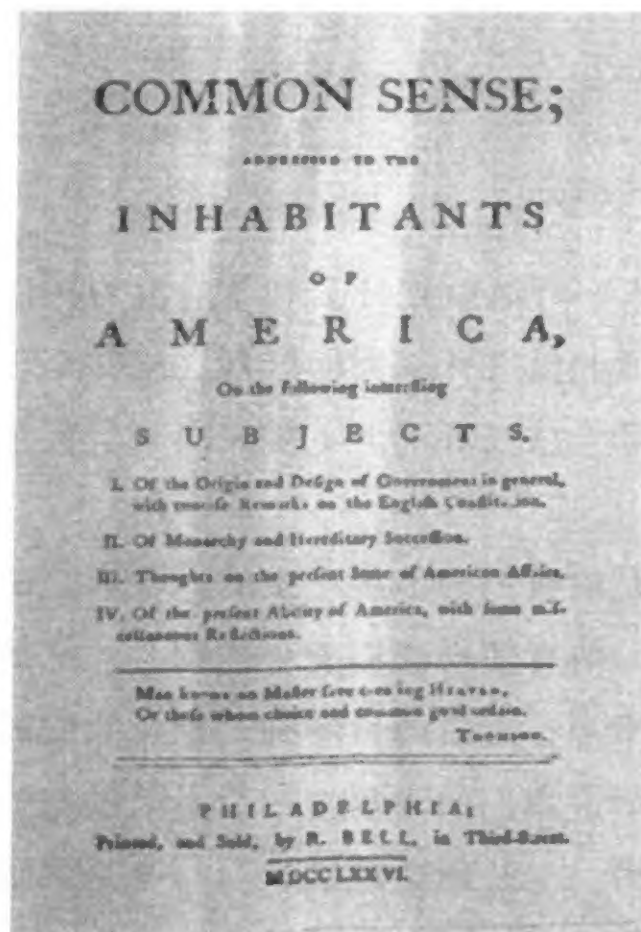 COMMON SENSE;
ADDRESSED TO THE
INHABITANTS
OF
AMERICA,
On the following interesting
SUBJECTS.
I. Of the Origin and Design of Government in general,
with concise Remarks on the English Constitution.
II. Of Monarchy and Hereditary Succession.
III. Thoughts on the present State of American Affairs.
IV. Of the present Ability of America, with some mis-
cellaneous Reflections.
Man knows no Master save creating HEAVEN,
Or those whom choice and common good ordain.
THOMSON.
PHILADELPHIA;
Printed, and Sold, by R. BELL, in Third-Street.
MDCCLXXVI.